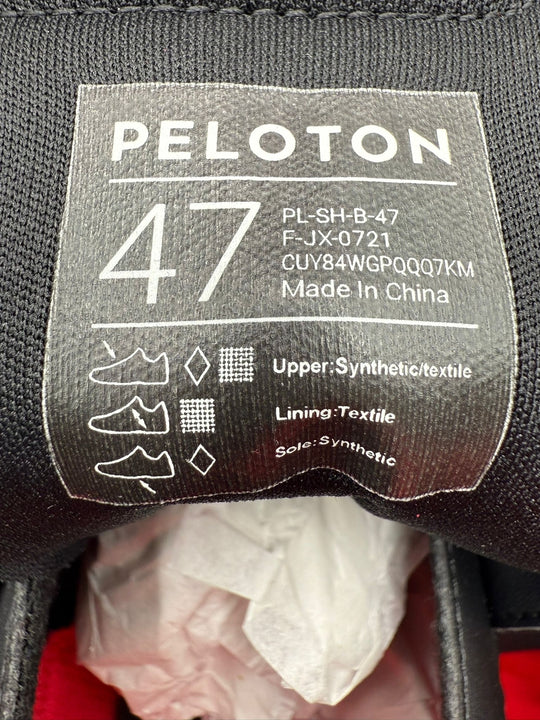 PELOTON
47
PL-SH-B-47
F-JX-0721
CUY84WGPQQQ7KM
Made In China
Upper:Synthetic/textile
Lining:Textile
Sole:Synthetic